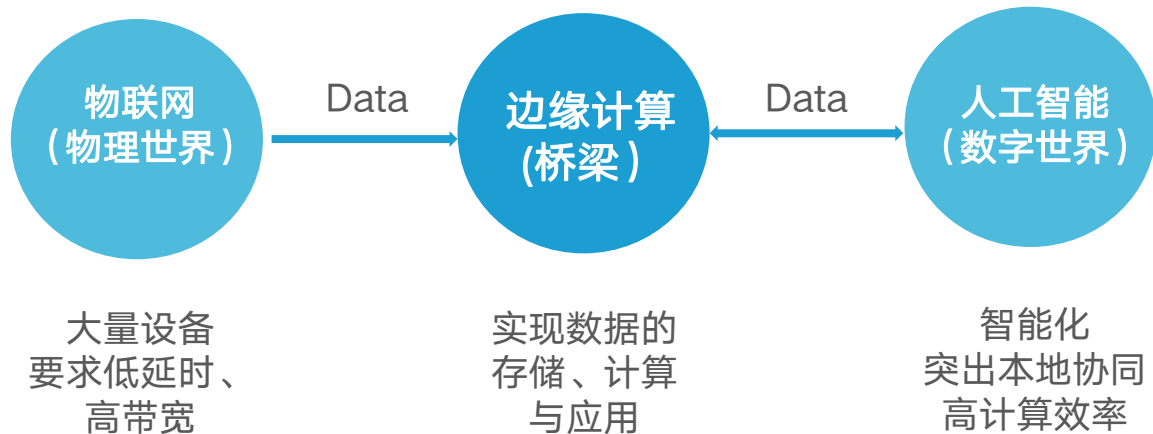 物联网
（物理世界）
Data
边缘计算
(桥梁）
Data
人工智能
（数字世界）
大量设备
要求低延时、
高带宽
实现数据的
存储、计算
与应用
智能化
突出本地协同
高计算效率